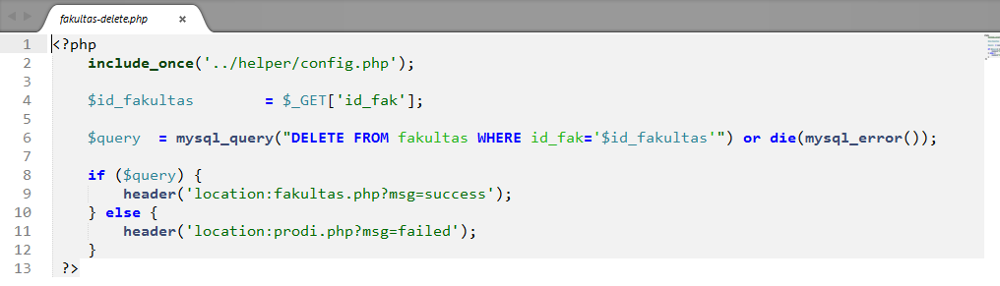 fakultas-delete.php ×
1 <?php
2     include_once('../helper/config.php');
3
4     $id_fakultas        = $_GET['id_fak'];
5
6     $query  = mysql_query("DELETE FROM fakultas WHERE id_fak='$id_fakultas'") or die(mysql_error());
7
8     if ($query) {
9         header('location:fakultas.php?msg=success');
10     } else {
11         header('location:prodi.php?msg=failed');
12     }
13  ?>